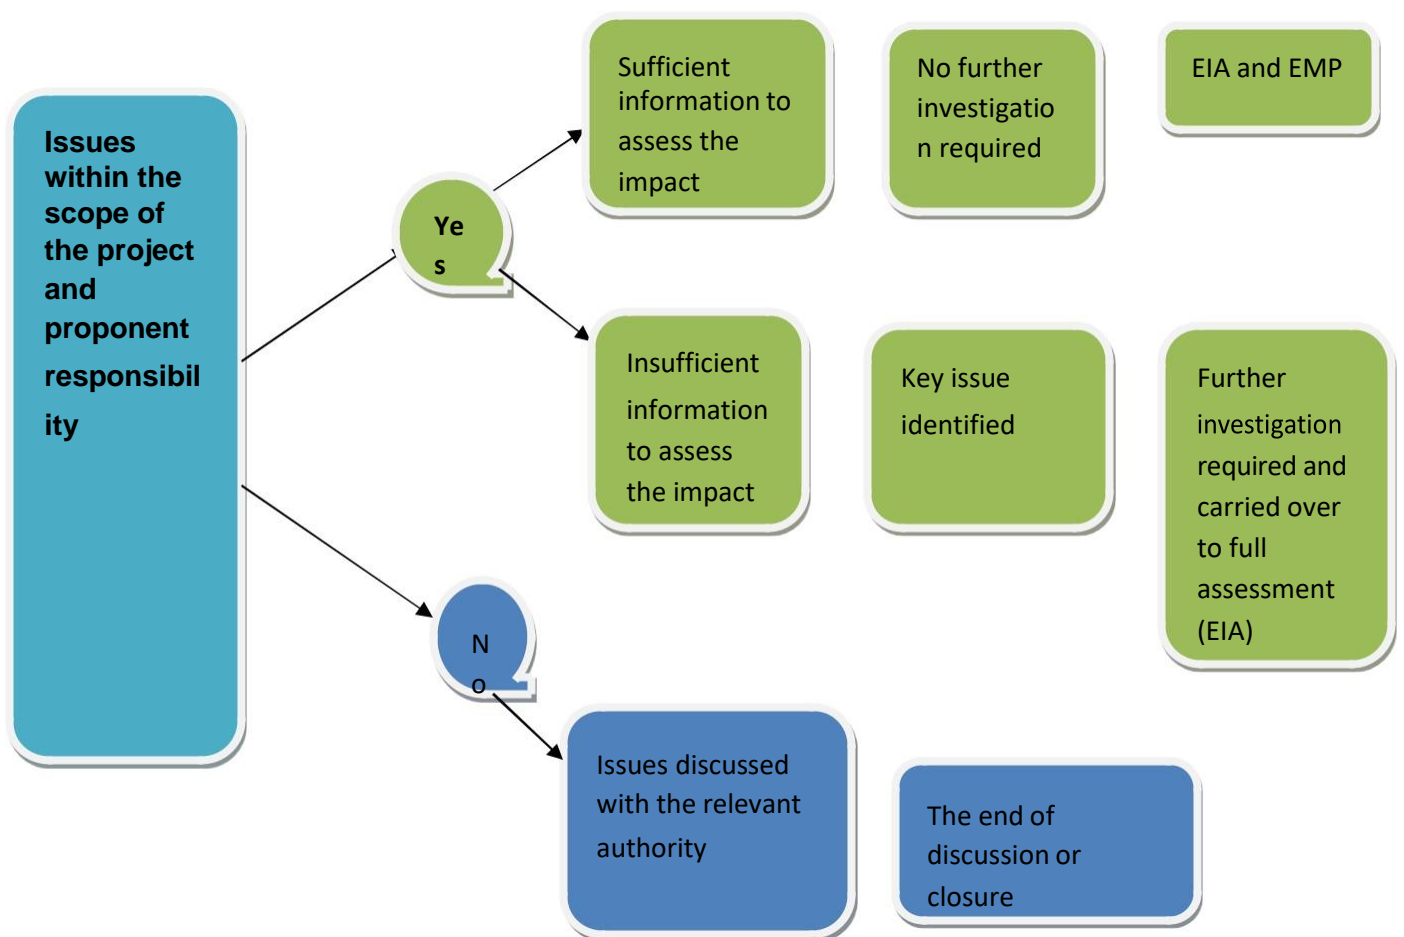 Issues
within the
scope of
the project
and
proponent
responsibil
ity
Ye
s
Sufficient
information to
assess the
impact
No further
investigatio
n required
EIA and EMP
Insufficient
information
to assess
the impact
Key issue
identified
Further
investigation
required and
carried over
to full
assessment
(EIA)
N
o
Issues discussed
with the relevant
authority
The end of
discussion or
closure